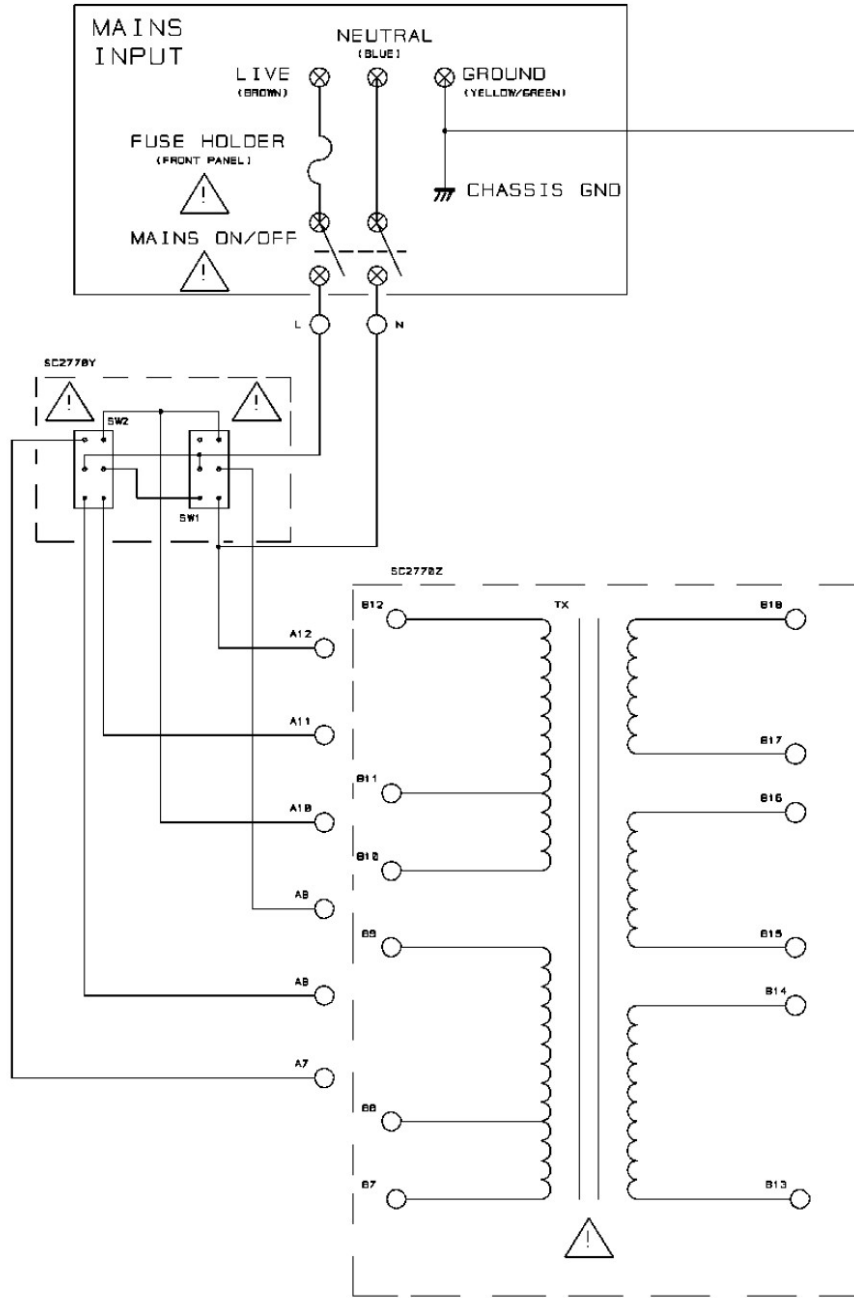 MAINS
INPUT
NEUTRAL
(BLUE)
LIVE
(BROWN)
GROUND
(YELLOW/GREEN)
FUSE HOLDER
(FRONT PANEL)
!
CHASSIS GND
MAINS ON/OFF
!
L
N
SC2770Y
!
!
SW2
SW1
SC2770Z
B12
TX
B18
A12
A11
B17
B11
B16
A10
B10
A9
B9
B15
A8
B14
A7
B8
B7
B13
!